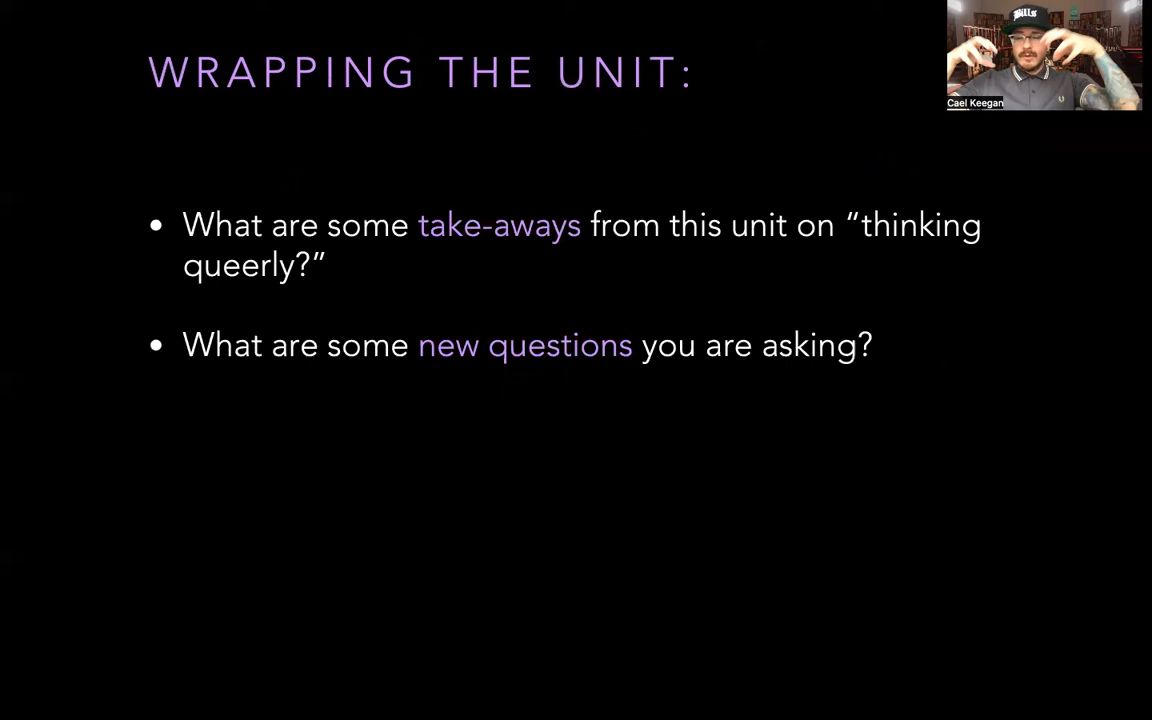 WRAPPING THE UNIT:
Bills
Cael Keegan
• What are some take-aways from this unit on “thinking
queerly?”
• What are some new questions you are asking?